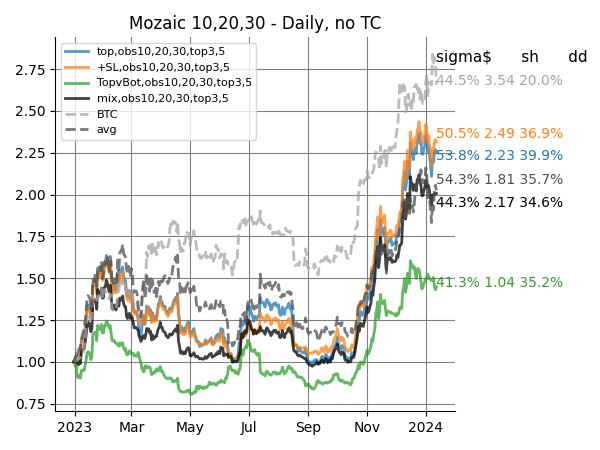 Mozaic 10,20,30 - Daily, no TC
top,obs10,20,30,top3,5
+SL,obs10,20,30,top3,5
TopvBot,obs10,20,30,top3,5
mix,obs10,20,30,top3,5
BTC
avg
sigma$ sh dd
44.5% 3.54 20.0%
50.5% 2.49 36.9%
53.8% 2.23 39.9%
54.3% 1.81 35.7%
44.3% 2.17 34.6%
41.3% 1.04 35.2%
2.75
2.50
2.25
2.00
1.75
1.50
1.25
1.00
0.75
2023 Mar May Jul Sep Nov 2024